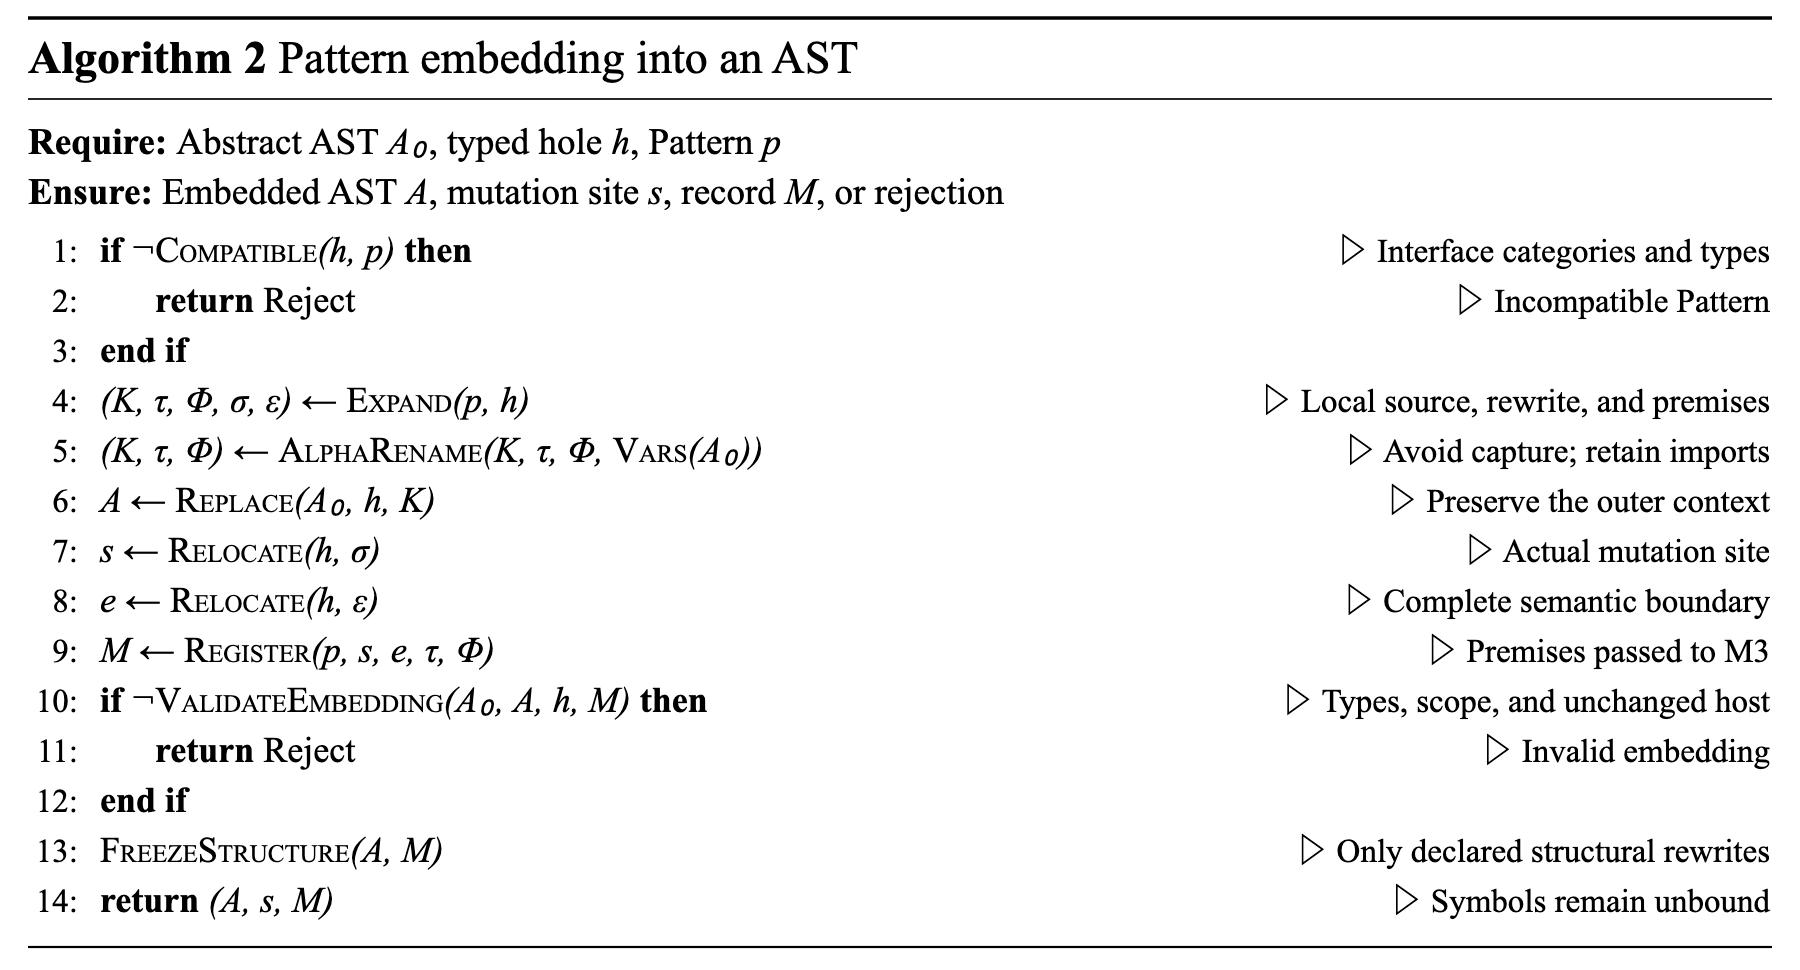 Algorithm 2 Pattern embedding into an AST
Require: Abstract AST A₀, typed hole h, Pattern p
Ensure: Embedded AST A, mutation site s, record M, or rejection
1: if ¬COMPATIBLE(h, p) then ▷ Interface categories and types
2: return Reject ▷ Incompatible Pattern
3: end if
4: (K, τ, Φ, σ, ε) ← EXPAND(p, h) ▷ Local source, rewrite, and premises
5: (K, τ, Φ) ← ALPHARENAME(K, τ, Φ, VARS(A₀)) ▷ Avoid capture; retain imports
6: A ← REPLACE(A₀, h, K) ▷ Preserve the outer context
7: s ← RELOCATE(h, σ) ▷ Actual mutation site
8: e ← RELOCATE(h, ε) ▷ Complete semantic boundary
9: M ← REGISTER(p, s, e, τ, Φ) ▷ Premises passed to M3
10: if ¬VALIDATEEMBEDDING(A₀, A, h, M) then ▷ Types, scope, and unchanged host
11: return Reject ▷ Invalid embedding
12: end if
13: FREEZESTRUCTURE(A, M) ▷ Only declared structural rewrites
14: return (A, s, M) ▷ Symbols remain unbound